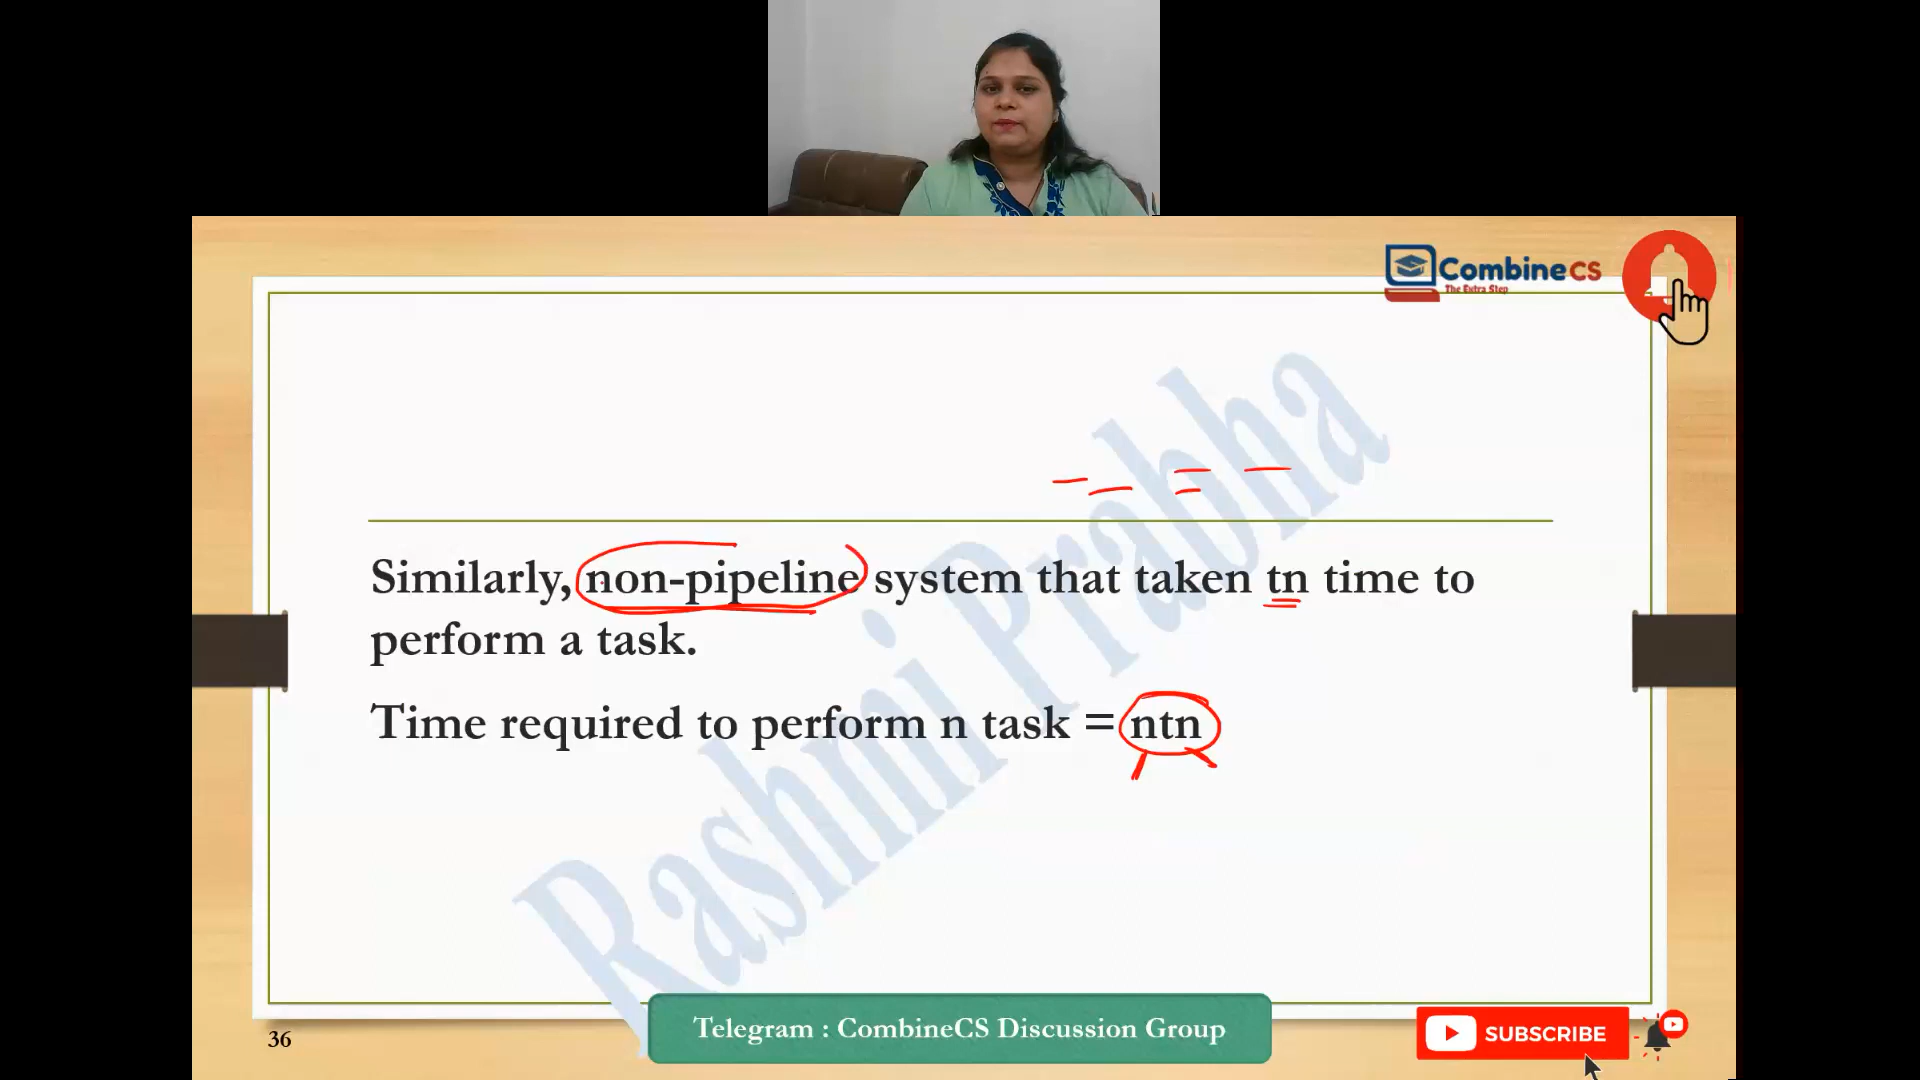 CombineCS
The Extra Step
Similarly, non-pipeline system that taken tn time to
perform a task.
Time required to perform n task = ntn
Rashmi Prabha
Telegram : CombineCS Discussion Group
SUBSCRIBE
36